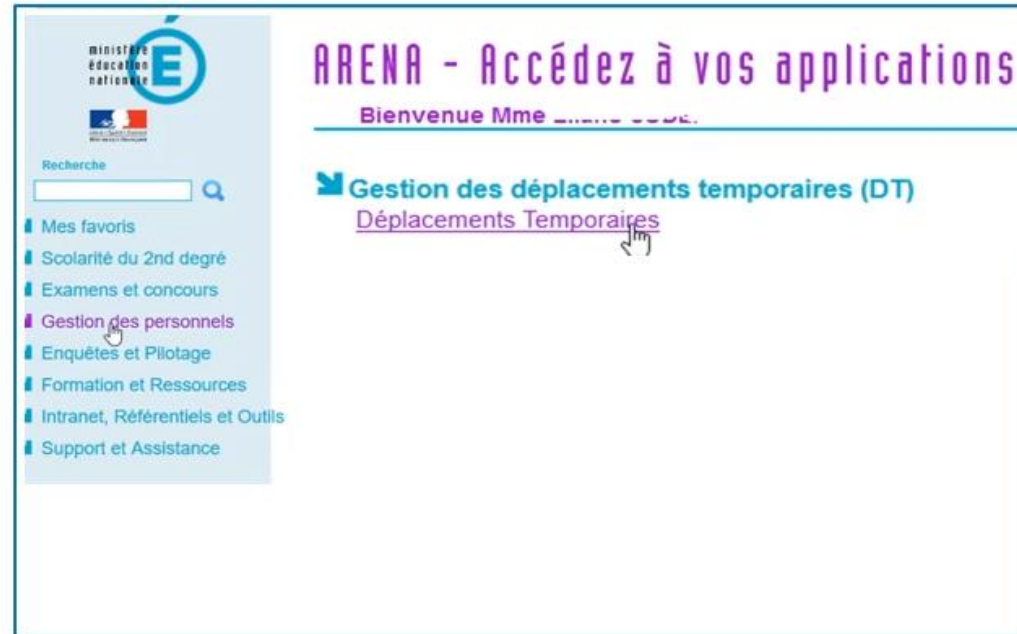 ministère
éducation
nationale
É
Recherche
Mes favoris
Scolarité du 2nd degré
Examens et concours
Gestion des personnels
Enquêtes et Pilotage
Formation et Ressources
Intranet, Référentiels et Outils
Support et Assistance
ARENA - Accédez à vos applications
Bienvenue Mme
Gestion des déplacements temporaires (DT)
Déplacements Temporaires